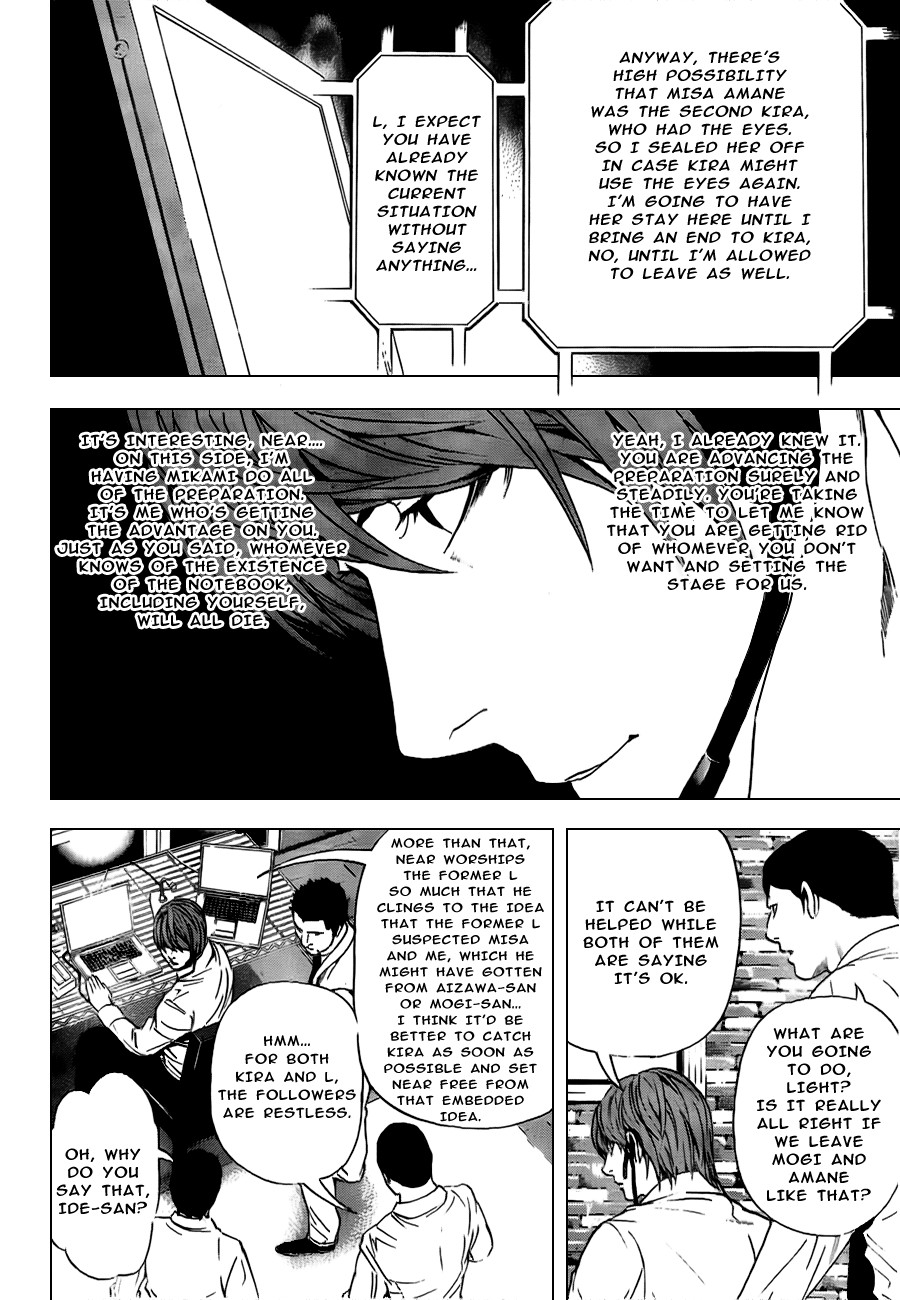 ANYWAY, THERE'S
HIGH POSSIBILITY
THAT MISA AMANE
WAS THE SECOND KIRA,
WHO HAD THE EYES.
SO I SEALED HER OFF
IN CASE KIRA MIGHT
USE THE EYES AGAIN.
I'M GOING TO HAVE
HER STAY HERE UNTIL I
BRING AN END TO KIRA,
NO, UNTIL I'M ALLOWED
TO LEAVE AS WELL.
L, I EXPECT
YOU HAVE
ALREADY
KNOWN THE
CURRENT
SITUATION
WITHOUT
SAYING
ANYTHING...
YEAH, I ALREADY KNEW IT.
YOU ARE ADVANCING THE
PREPARATION SURELY AND
STEADILY. YOU'RE TAKING
THE TIME TO LET ME KNOW
THAT YOU ARE GETTING RID
OF WHOMEVER YOU DON'T
WANT AND SETTING THE
STAGE FOR US.
IT'S INTERESTING, NEAR....
ON THIS SIDE, I'M
HAVING MIKAMI DO ALL
OF THE PREPARATION.
IT'S ME WHO'S GETTING
THE ADVANTAGE ON YOU.
JUST AS YOU SAID, WHOMEVER
KNOWS OF THE EXISTENCE
OF THE NOTEBOOK,
INCLUDING YOURSELF,
WILL ALL DIE.
WHAT ARE
YOU GOING
TO DO,
LIGHT?
IS IT REALLY
ALL RIGHT IF
WE LEAVE
MOGI AND
AMANE
LIKE THAT?
IT CAN'T BE
HELPED WHILE
BOTH OF THEM
ARE SAYING
IT'S OK.
MORE THAN THAT,
NEAR WORSHIPS
THE FORMER L
SO MUCH THAT HE
CLINGS TO THE IDEA
THAT THE FORMER L
SUSPECTED MISA
AND ME, WHICH HE
MIGHT HAVE GOTTEN
FROM AIZAWA-SAN
OR MOGI-SAN...
I THINK IT'D BE
BETTER TO CATCH
KIRA AS SOON AS
POSSIBLE AND SET
NEAR FREE FROM
THAT EMBEDDED
IDEA.
HMM...
FOR BOTH
KIRA AND L,
THE FOLLOWERS
ARE RESTLESS.
OH, WHY
DO YOU
SAY THAT,
IDE-SAN?